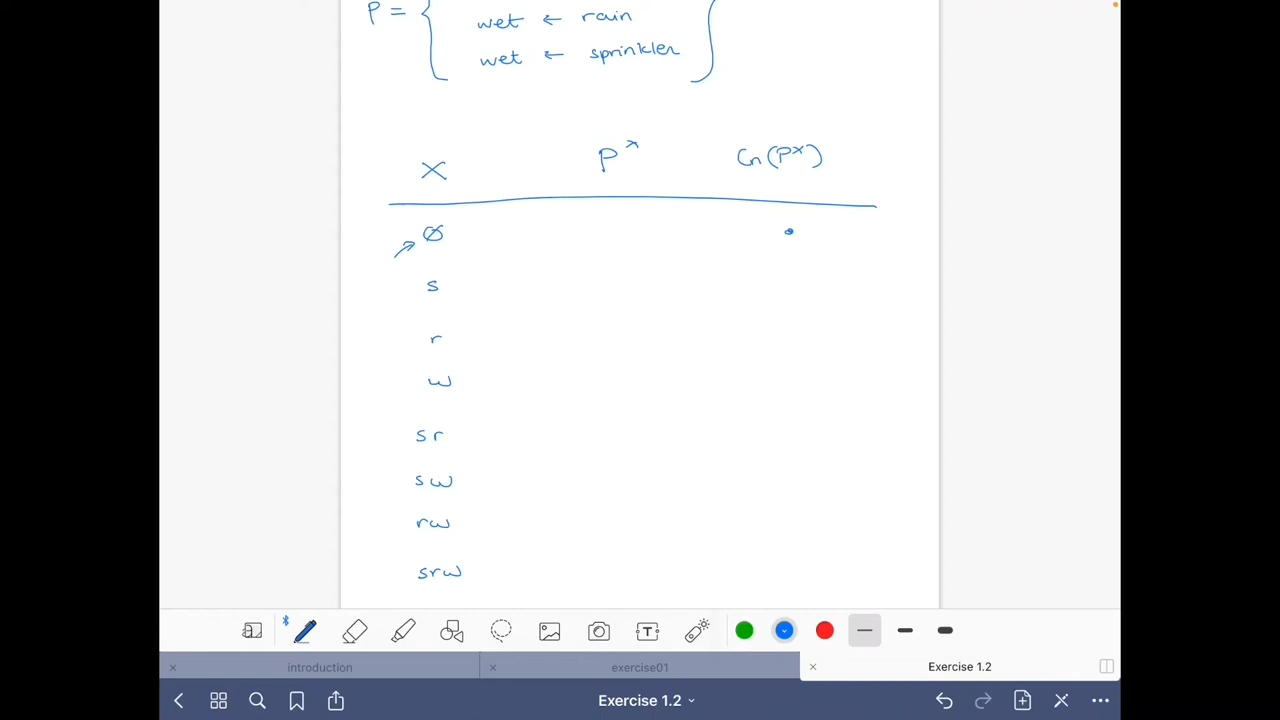 P = {
wet ← rain
wet ← sprinkler }
X P^x Cn(P^x)
∅
s
r
w
sr
sw
rw
srw
introduction exercise01 Exercise 1.2
Exercise 1.2